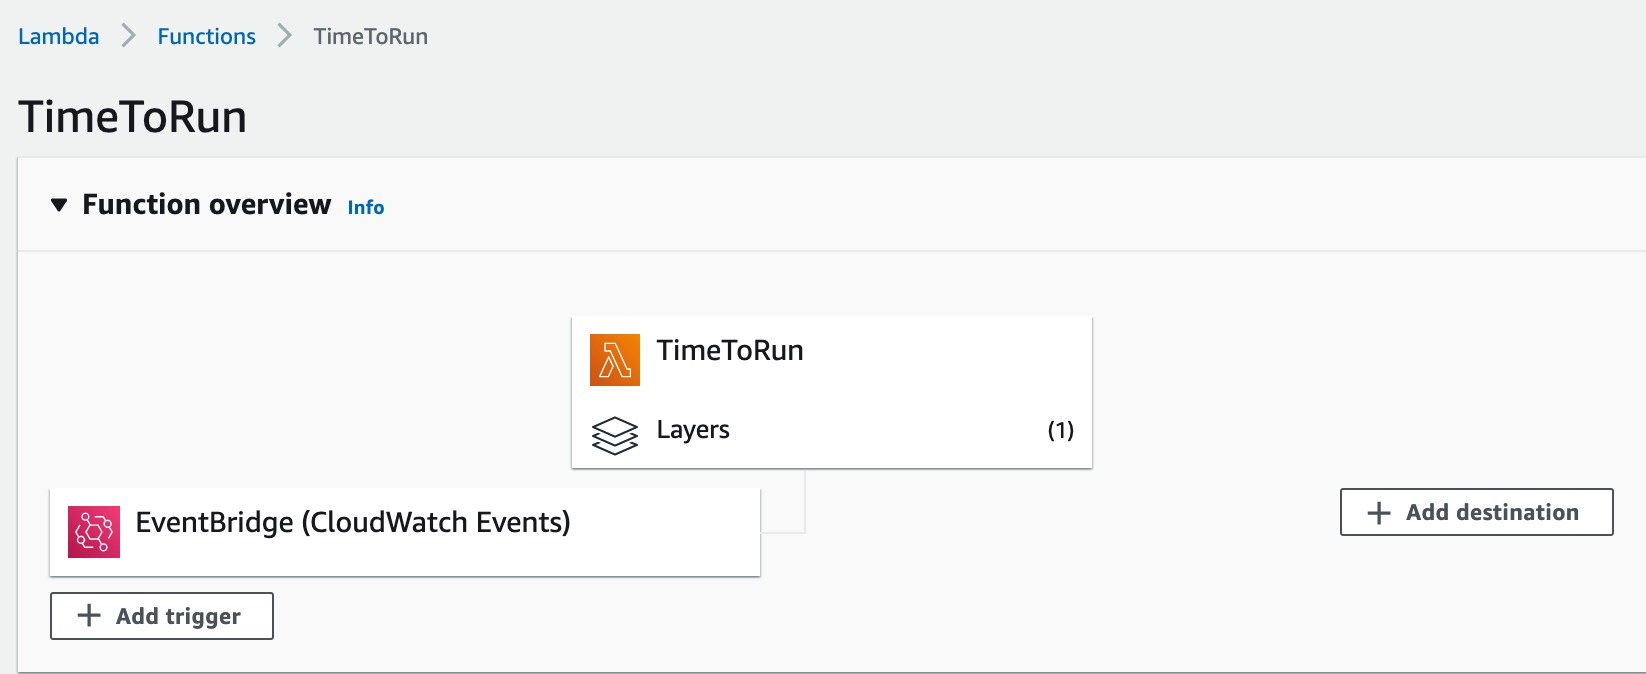 Lambda > Functions > TimeToRun
TimeToRun
Function overview Info
TimeToRun
Layers (1)
EventBridge (CloudWatch Events)
Add destination
Add trigger